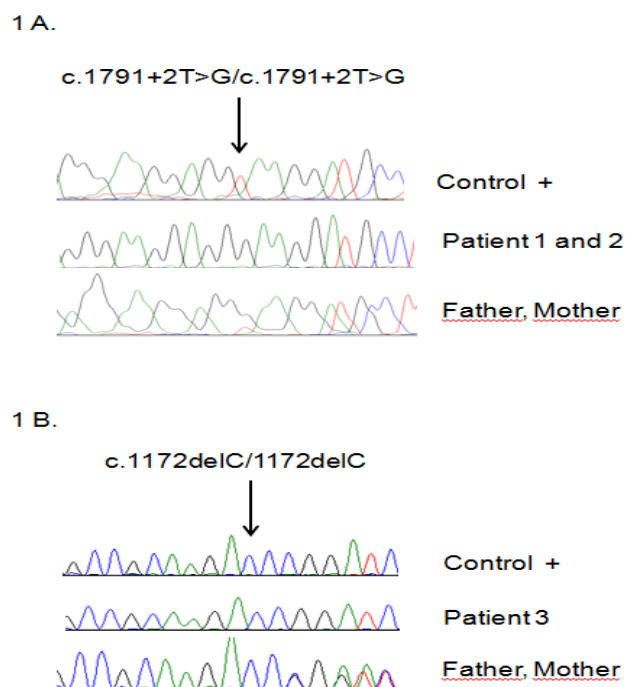 1 A.
c.1791+2T>G/c.1791+2T>G
Control +
Patient 1 and 2
Father, Mother
1 B.
c.1172delC/1172delC
Control +
Patient 3
Father, Mother